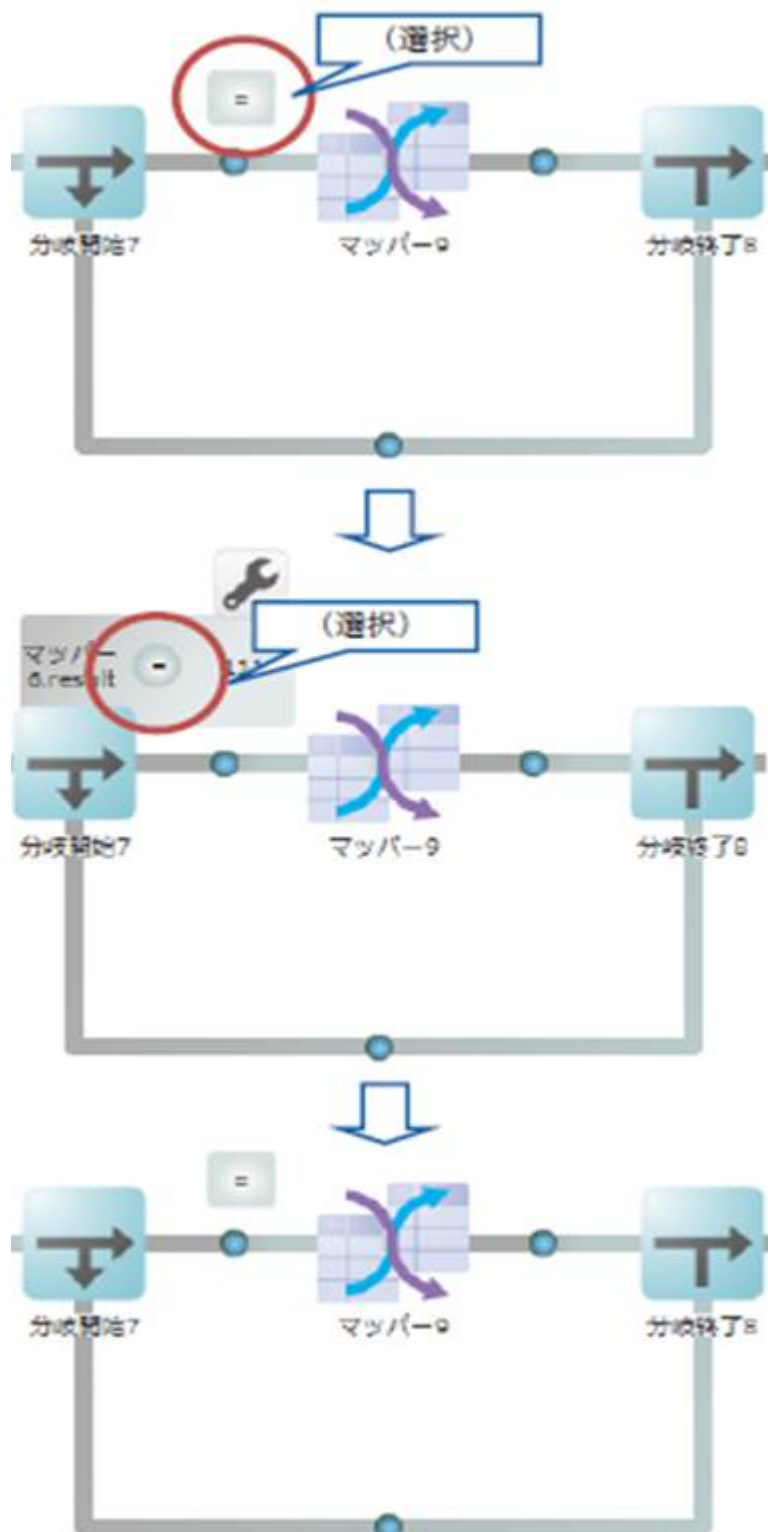 （選択）
=
分岐開始7
マッパー9
分岐終了8
（選択）
マッパー
6.result
=
分岐開始7
マッパー9
分岐終了8
=
分岐開始7
マッパー9
分岐終了8